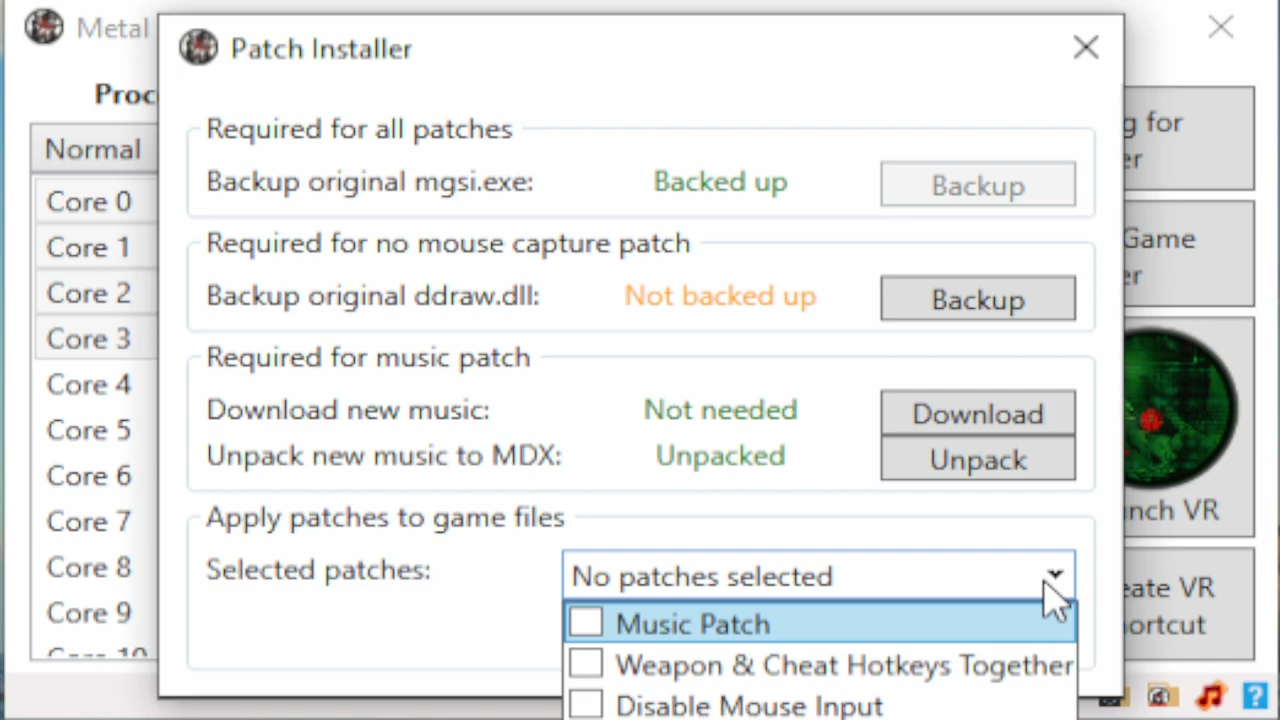 Metal
Patch Installer
Proc
Required for all patches
Backup original mgsi.exe: Backed up Backup
Required for no mouse capture patch
Backup original ddraw.dll: Not backed up Backup
Required for music patch
Download new music: Not needed Download
Unpack new music to MDX: Unpacked Unpack
Apply patches to game files
Selected patches: No patches selected
Music Patch
Weapon & Cheat Hotkeys Together
Disable Mouse Input
Normal
Core 0
Core 1
Core 2
Core 3
Core 4
Core 5
Core 6
Core 7
Core 8
Core 9
Core 10
g for
er
Game
er
nch VR
eate VR
ortcut
?